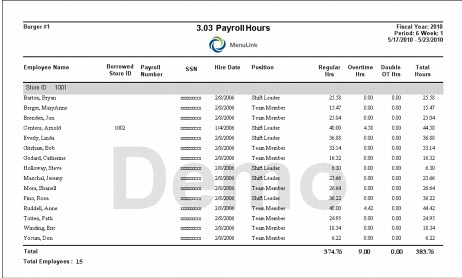 Burger #1
3.03 Payroll Hours
Fiscal Year: 2010
Period: 6 Week: 1
5/17/2010 - 5/23/2010
MenuLink
Employee Name Borrowed Store ID Payroll Number SSN Hire Date Position Regular Hrs Overtime Hrs Double OT Hrs Total Hours
Store ID 1001
Barton, Bryan xxxxxxxxx 2/8/2006 Shift Leader 25.58 0.00 0.00 25.58
Berger, MaryAnne xxxxxxxxx 2/8/2006 Team Member 15.47 0.00 0.00 15.47
Brenden, Jon xxxxxxxxx 2/8/2006 Team Member 25.04 0.00 0.00 25.04
Centers, Arnold 1002 xxxxxxxxx 1/4/2006 Shift Leader 40.00 4.58 0.00 44.58
Everly, Linda xxxxxxxxx 2/8/2006 Shift Leader 36.88 0.00 0.00 36.88
Grisham, Bob xxxxxxxxx 2/8/2006 Team Member 33.14 0.00 0.00 33.14
Godard, Catherine xxxxxxxxx 2/8/2006 Team Member 16.32 0.00 0.00 16.32
Holloway, Steve xxxxxxxxx 2/8/2006 Shift Leader 6.30 0.00 0.00 6.30
Maschal, Jeremy xxxxxxxxx 2/8/2006 Shift Leader 23.66 0.00 0.00 23.66
Mora, Shanell xxxxxxxxx 2/8/2006 Team Member 26.64 0.00 0.00 26.64
Pino, Rosa xxxxxxxxx 2/8/2006 Shift Leader 36.22 0.00 0.00 36.22
Ruddell, Anne xxxxxxxxx 2/8/2006 Team Member 40.00 4.42 0.00 44.42
Totten, Patti xxxxxxxxx 2/8/2006 Team Member 24.95 0.00 0.00 24.95
Winding, Eric xxxxxxxxx 2/8/2006 Team Member 18.34 0.00 0.00 18.34
Yocum, Don xxxxxxxxx 2/8/2006 Team Member 6.22 0.00 0.00 6.22
Demo
Total 374.76 9.00 0.00 383.76
Total Employees : 15